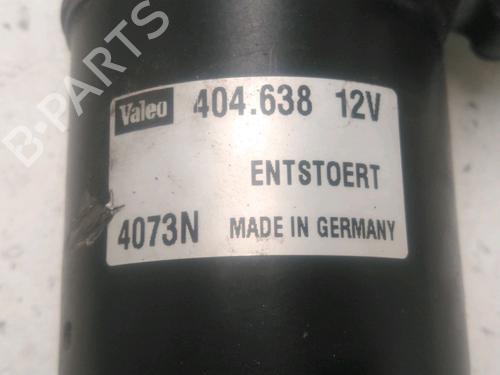 B-PARTS
Valeo 404.638 12V
ENTSTOERT
4073N MADE IN GERMANY